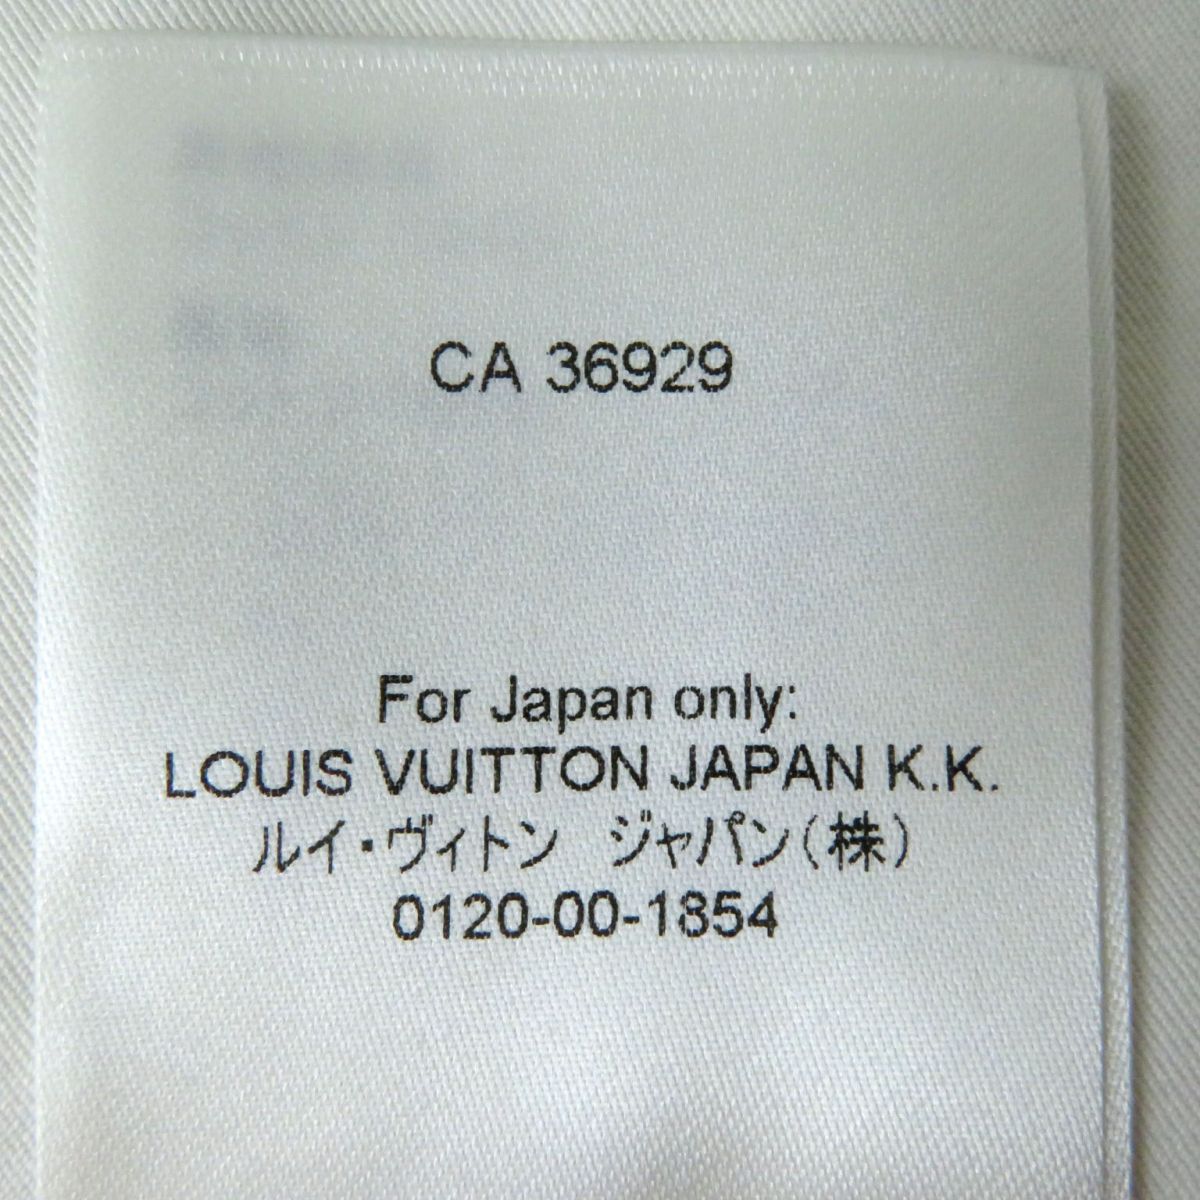 CA 36929
For Japan only:
LOUIS VUITTON JAPAN K.K.
ルイ・ヴィトン　ジャパン(株)
0120-00-1854